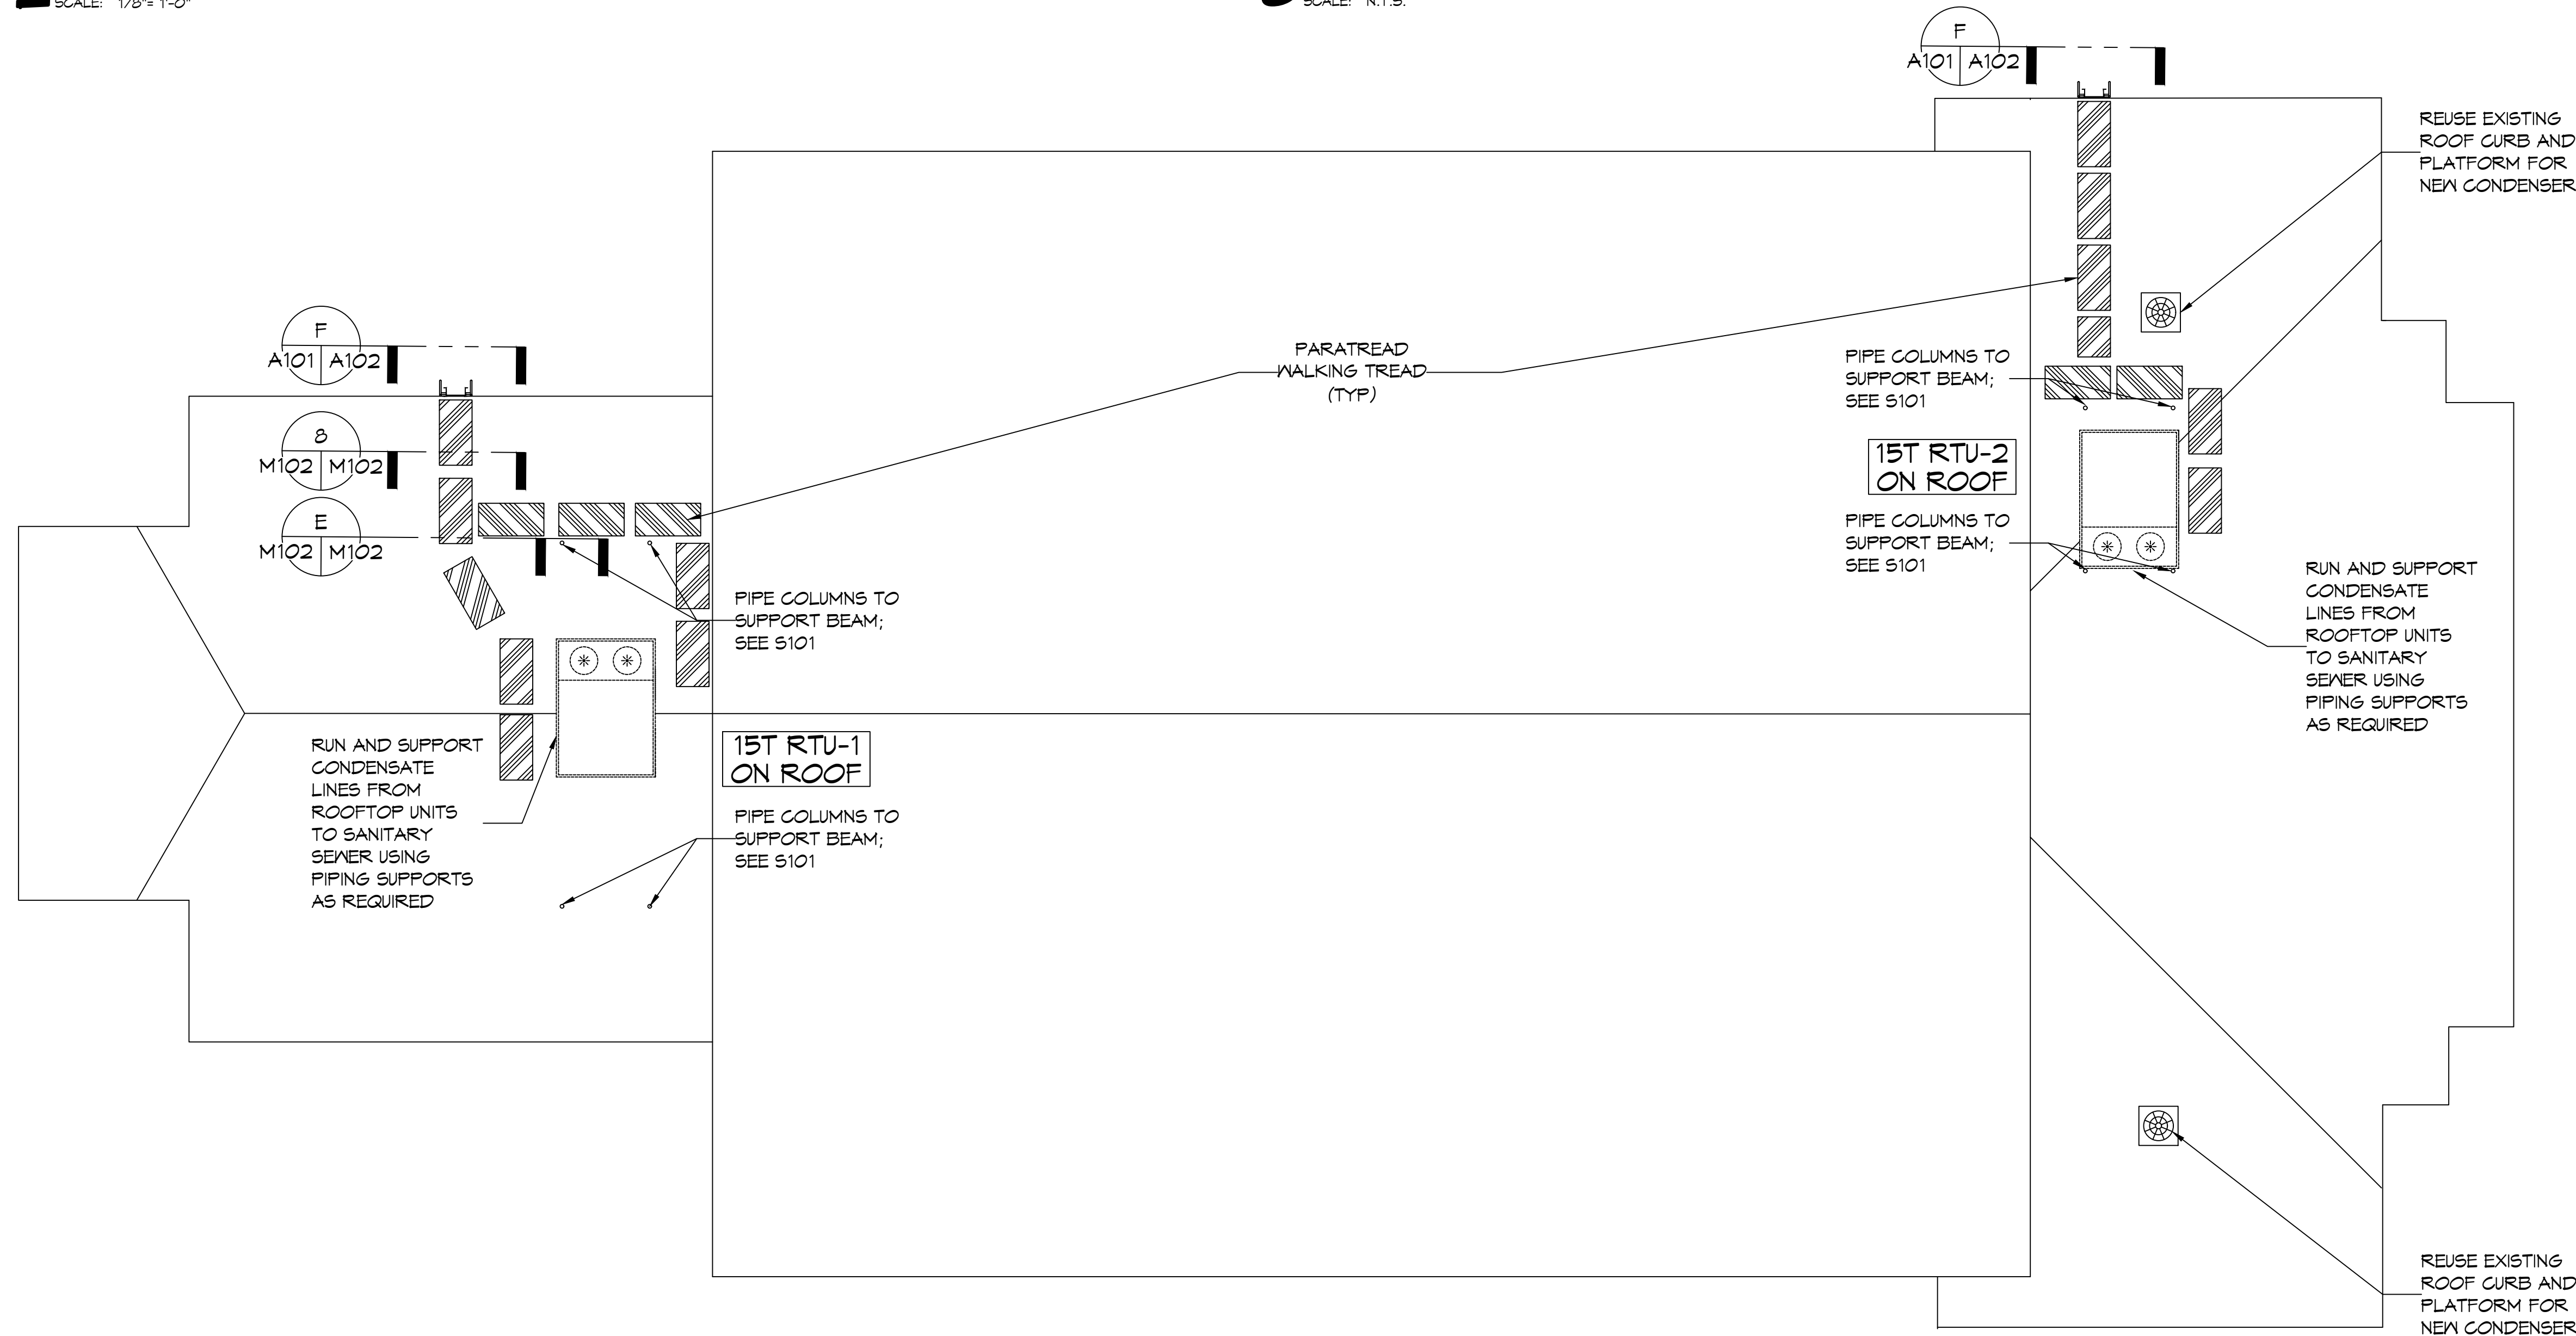 SCALE: 1/8"= 1'-0"
SCALE: N.T.S.
F
A101 A102
REUSE EXISTING
ROOF CURB AND
PLATFORM FOR
NEW CONDENSER
F
A101 A102
8
M102 M102
E
M102 M102
PARATREAD
WALKING TREAD
(TYP)
PIPE COLUMNS TO
SUPPORT BEAM;
SEE S101
15T RTU-2
ON ROOF
PIPE COLUMNS TO
SUPPORT BEAM;
SEE S101
RUN AND SUPPORT
CONDENSATE
LINES FROM
ROOFTOP UNITS
TO SANITARY
SEWER USING
PIPING SUPPORTS
AS REQUIRED
PIPE COLUMNS TO
SUPPORT BEAM;
SEE S101
RUN AND SUPPORT
CONDENSATE
LINES FROM
ROOFTOP UNITS
TO SANITARY
SEWER USING
PIPING SUPPORTS
AS REQUIRED
15T RTU-1
ON ROOF
PIPE COLUMNS TO
SUPPORT BEAM;
SEE S101
REUSE EXISTING
ROOF CURB AND
PLATFORM FOR
NEW CONDENSER